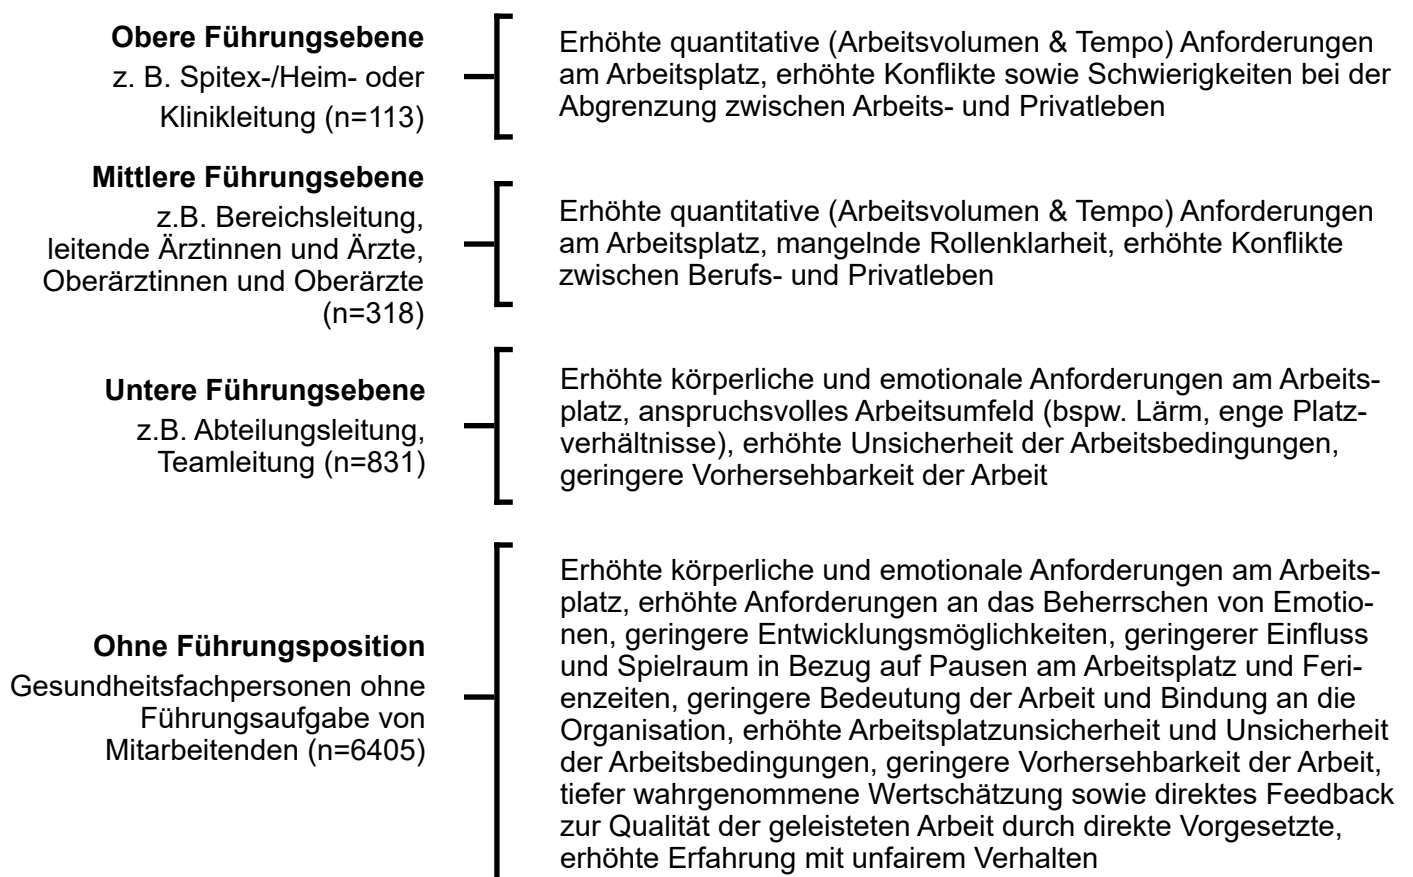 Obere Führungsebene
z. B. Spitex-/Heim- oder
Klinikleitung (n=113)
Erhöhte quantitative (Arbeitsvolumen & Tempo) Anforderungen
am Arbeitsplatz, erhöhte Konflikte sowie Schwierigkeiten bei der
Abgrenzung zwischen Arbeits- und Privatleben
Mittlere Führungsebene
z.B. Bereichsleitung,
leitende Ärztinnen und Ärzte,
Oberärztinnen und Oberärzte
(n=318)
Erhöhte quantitative (Arbeitsvolumen & Tempo) Anforderungen
am Arbeitsplatz, mangelnde Rollenklarheit, erhöhte Konflikte
zwischen Berufs- und Privatleben
Untere Führungsebene
z.B. Abteilungsleitung,
Teamleitung (n=831)
Erhöhte körperliche und emotionale Anforderungen am Arbeits-
platz, anspruchsvolles Arbeitsumfeld (bspw. Lärm, enge Platz-
verhältnisse), erhöhte Unsicherheit der Arbeitsbedingungen,
geringere Vorhersehbarkeit der Arbeit
Ohne Führungsposition
Gesundheitsfachpersonen ohne
Führungsaufgabe von
Mitarbeitenden (n=6405)
Erhöhte körperliche und emotionale Anforderungen am Arbeits-
platz, erhöhte Anforderungen an das Beherrschen von Emotio-
nen, geringere Entwicklungsmöglichkeiten, geringerer Einfluss
und Spielraum in Bezug auf Pausen am Arbeitsplatz und Feri-
enzeiten, geringere Bedeutung der Arbeit und Bindung an die
Organisation, erhöhte Arbeitsplatzunsicherheit und Unsicherheit
der Arbeitsbedingungen, geringere Vorhersehbarkeit der Arbeit,
tiefer wahrgenommene Wertschätzung sowie direktes Feedback
zur Qualität der geleisteten Arbeit durch direkte Vorgesetzte,
erhöhte Erfahrung mit unfairem Verhalten